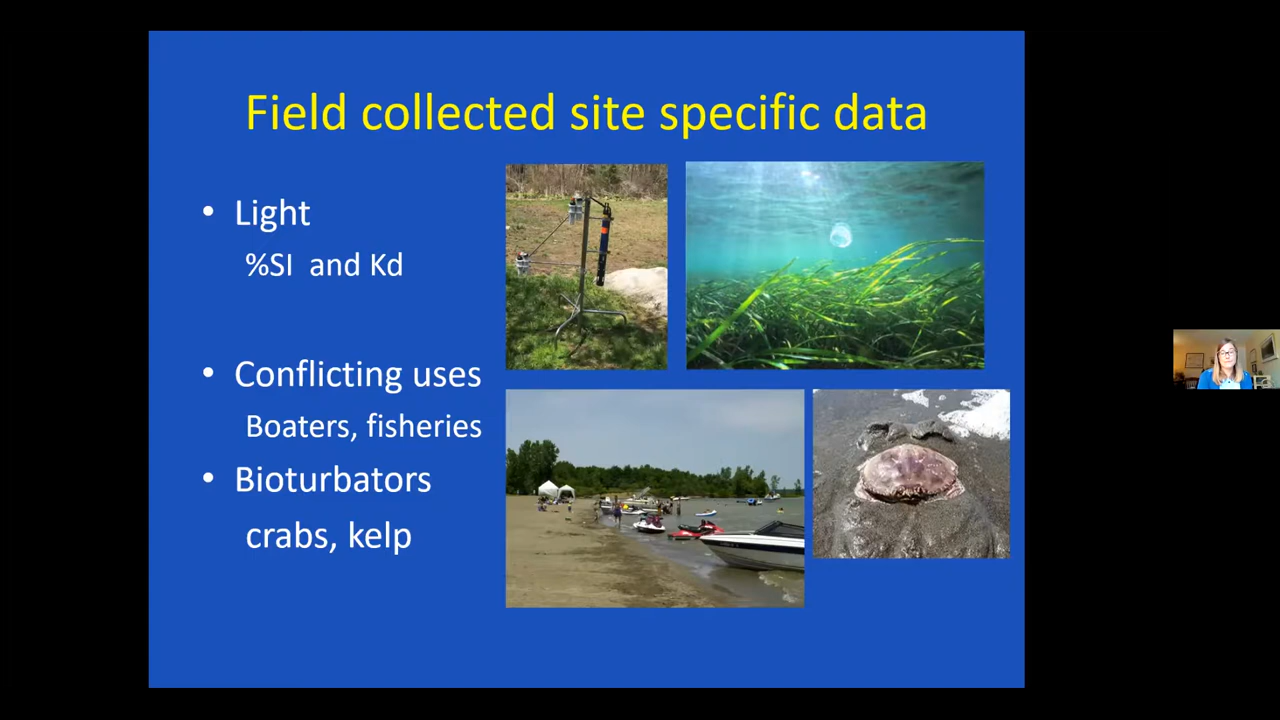 Field collected site specific data
• Light
%SI and Kd
• Conflicting uses
Boaters, fisheries
• Bioturbators
crabs, kelp